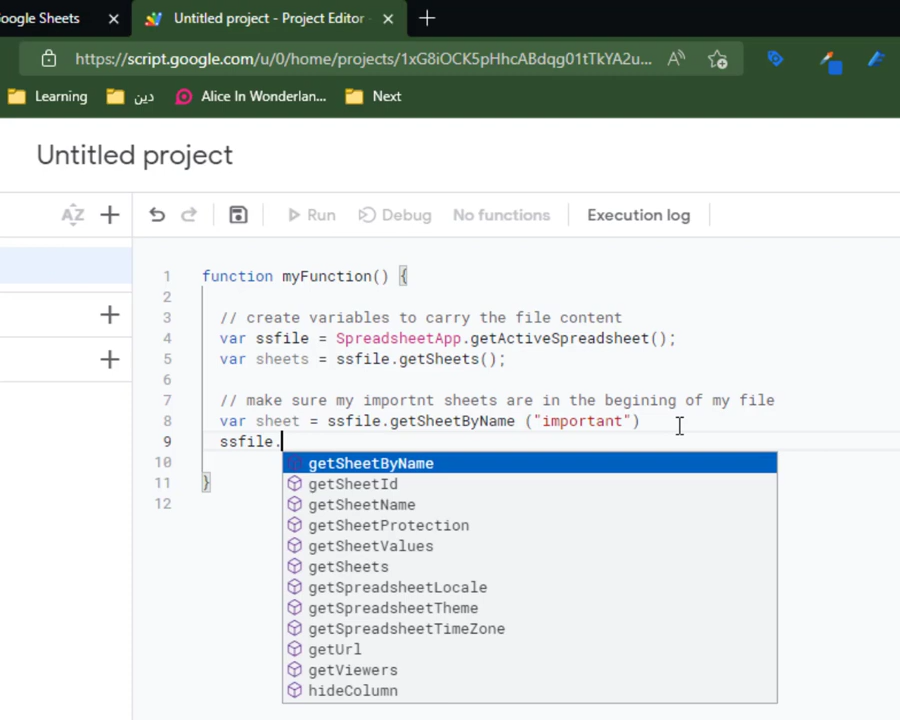 oogle Sheets
Untitled project - Project Editor
https://script.google.com/u/0/home/projects/1xG8iOCK5pHhcABdqg01tTkYA2u...
Learning
دين
Alice In Wonderlan...
Next
Untitled project
AZ
Run
Debug
No functions
Execution log
1 function myFunction() {
2
3 // create variables to carry the file content
4 var ssfile = SpreadsheetApp.getActiveSpreadsheet();
5 var sheets = ssfile.getSheets();
6
7 // make sure my importnt sheets are in the begining of my file
8 var sheet = ssfile.getSheetByName ("important")
9 ssfile.
10
11 }
12
getSheetByName
getSheetId
getSheetName
getSheetProtection
getSheetValues
getSheets
getSpreadsheetLocale
getSpreadsheetTheme
getSpreadsheetTimeZone
getUrl
getViewers
hideColumn